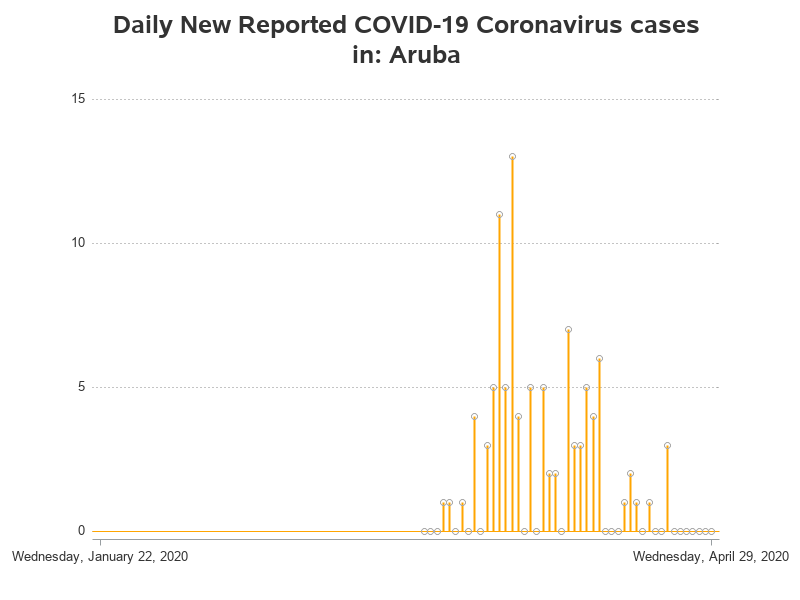 Daily New Reported COVID-19 Coronavirus cases
in: Aruba
15
10
5
0
Wednesday, January 22, 2020
Wednesday, April 29, 2020